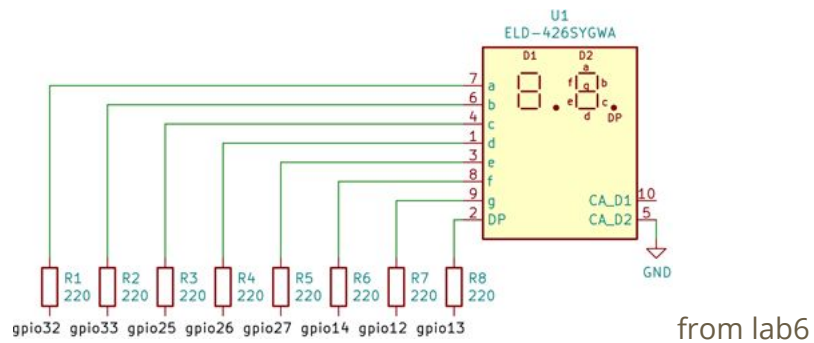 U1
ELD-426SYGWA
D1 D2
a
f b
g
e c
d DP
7 a
6 b
4 c
1 d
3 e
8 f
9 g
2 DP
CA_D1 10
CA_D2 5
GND
R1 R2 R3 R4 R5 R6 R7 R8
220 220 220 220 220 220 220 220
gpio32 gpio33 gpio25 gpio26 gpio27 gpio14 gpio12 gpio13
from lab6